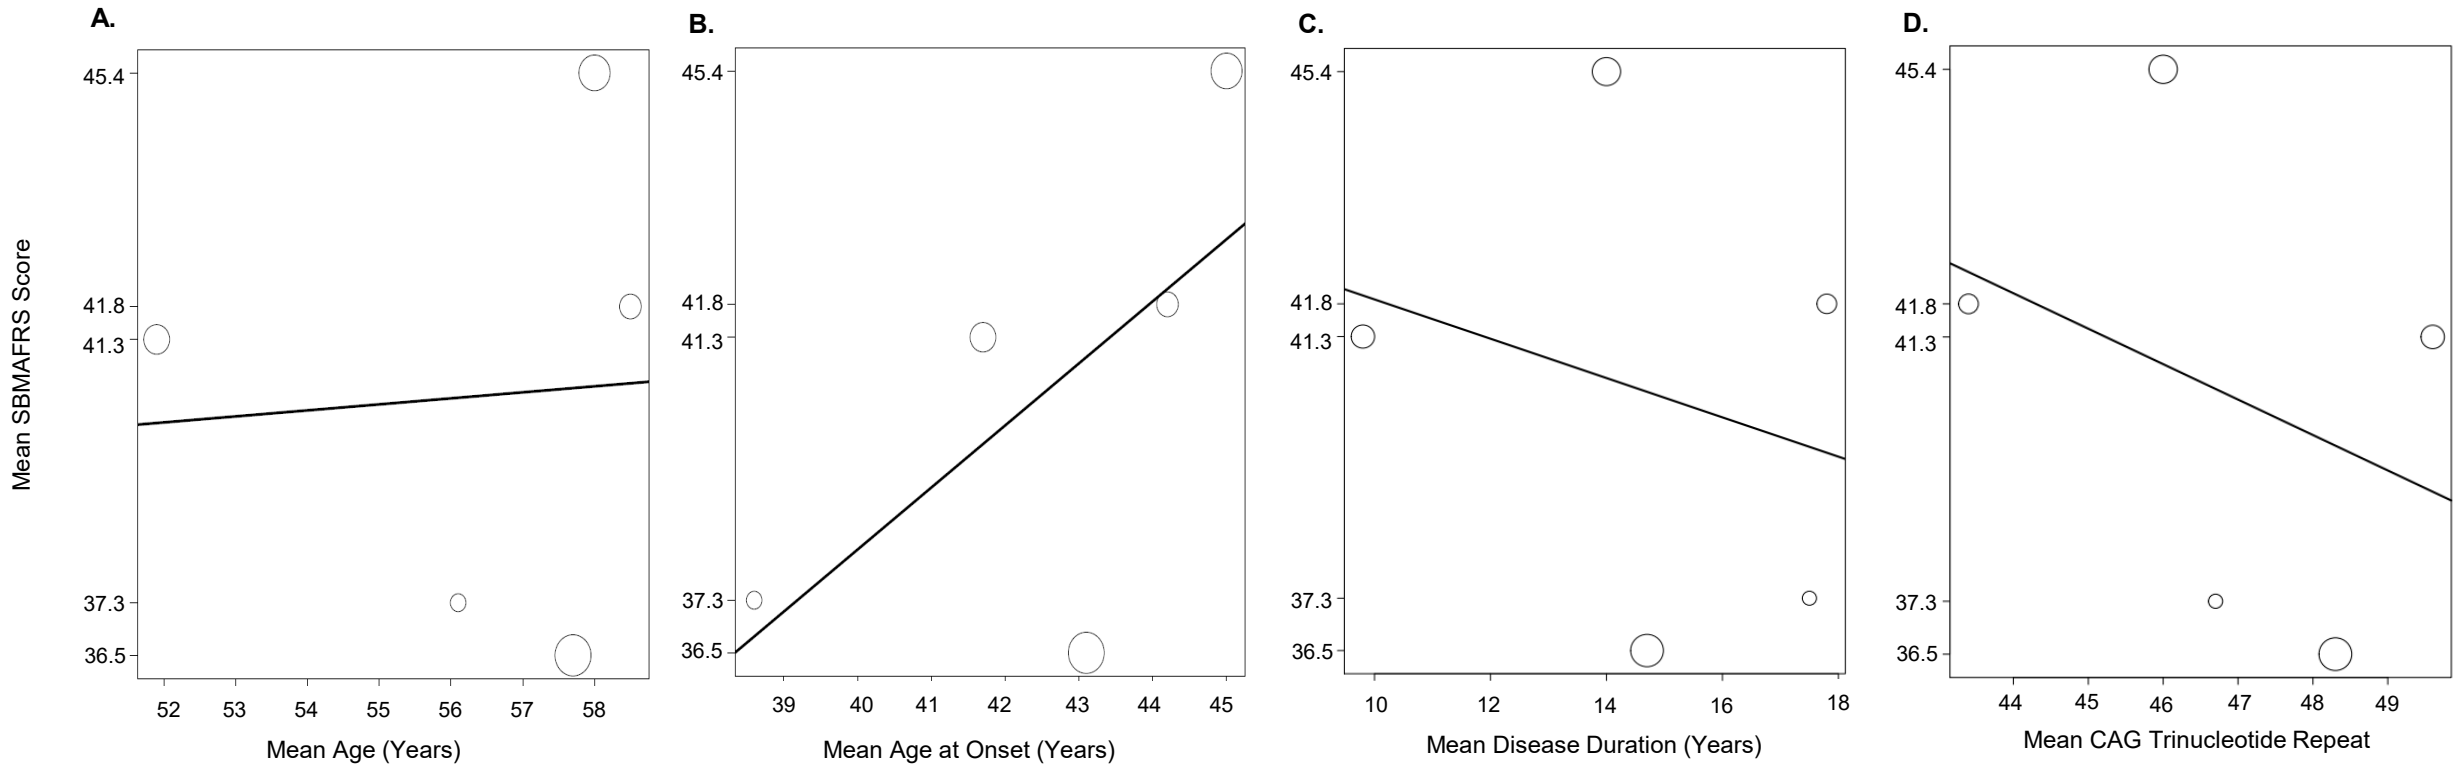 A.
B.
C.
D.
Mean SBMAFRS Score
45.4
41.8
41.3
37.3
36.5
52 53 54 55 56 57 58
Mean Age (Years)
45.4
41.8
41.3
37.3
36.5
39 40 41 42 43 44 45
Mean Age at Onset (Years)
45.4
41.8
41.3
37.3
36.5
10 12 14 16 18
Mean Disease Duration (Years)
45.4
41.8
41.3
37.3
36.5
44 45 46 47 48 49
Mean CAG Trinucleotide Repeat